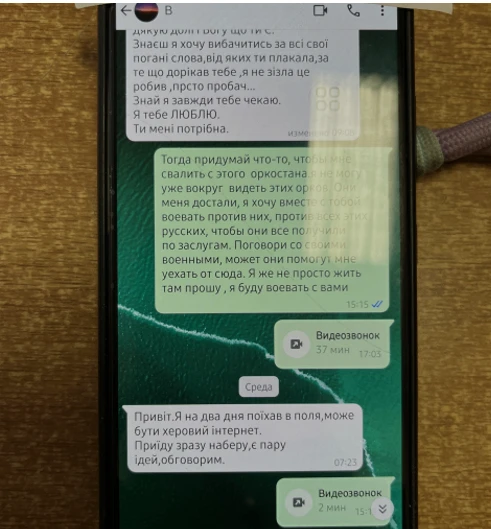 В
дякую долі і Богу що ти є.
Знаєш я хочу вибачитись за всі свої
погані слова,від яких ти плакала,за
те що дорікав тебе ,я не зізла це
робив ,прсто пробач...
Знай я завжди тебе чекаю.
Я тебе ЛЮБЛЮ.
Ти мені потрібна.
Тогда придумай что-то, чтобы мне
свалить с этого оркостана,я не могу
уже вокруг видеть этих орков. Они
меня достали, я хочу вместе с тобой
воевать против них, против всех этих
русских, чтобы они все получили
по заслугам. Поговори со своими
военными, может они помогут мне
уехать от сюда. Я же не просто жить
там прошу , я буду воевать с вами
15:15
Видеозвонок
37 мин 17:03
Среда
Привіт.Я на два дня поїхав в поля,може
бути херовий інтернет.
Приїду зразу наберу,є пару
ідей,обговорим.
07:23
Видеозвонок
2 мин